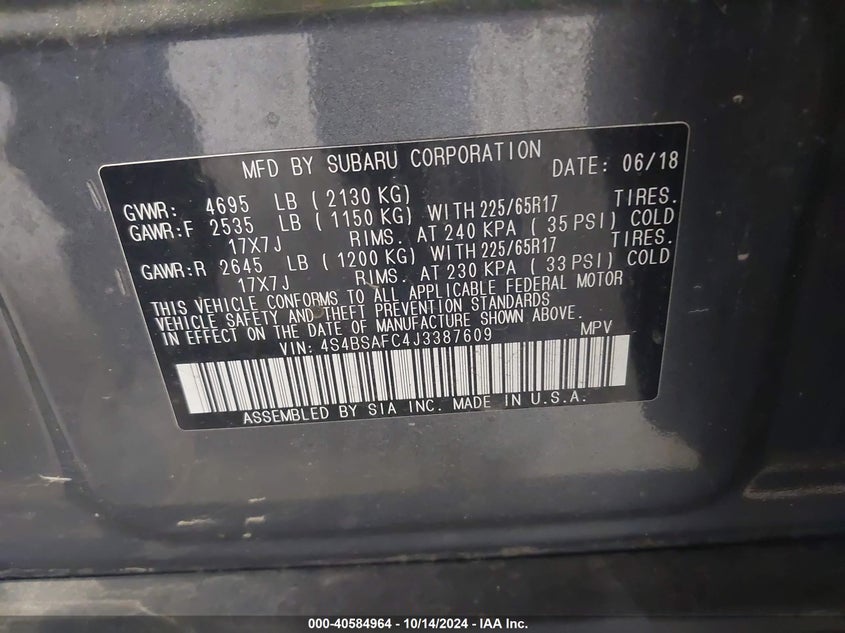 MFD BY SUBARU CORPORATION DATE: 06/18
GVWR: 4695 LB (2130 KG)
GAWR:F 2535 LB (1150 KG) WITH 225/65R17 TIRES.
17X7J RIMS. AT 240 KPA (35 PSI) COLD
GAWR:R 2645 LB (1200 KG) WITH 225/65R17 TIRES.
17X7J RIMS. AT 230 KPA (33 PSI) COLD
THIS VEHICLE CONFORMS TO ALL APPLICABLE FEDERAL MOTOR
VEHICLE SAFETY AND THEFT PREVENTION STANDARDS
IN EFFECT ON THE DATE OF MANUFACTURE SHOWN ABOVE.
VIN: 4S4BSAFC4J3387609 MPV
ASSEMBLED BY SIA INC. MADE IN U.S.A.
000-40584964 - 10/14/2024 - IAA Inc.